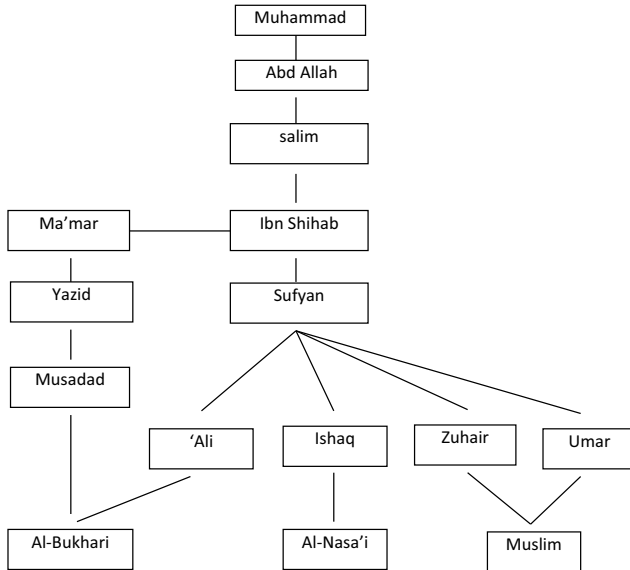 Muhammad
Abd Allah
salim
Ma’mar
Ibn Shihab
Yazid
Sufyan
Musadad
‘Ali
Ishaq
Zuhair
Umar
Al-Bukhari
Al-Nasa’i
Muslim